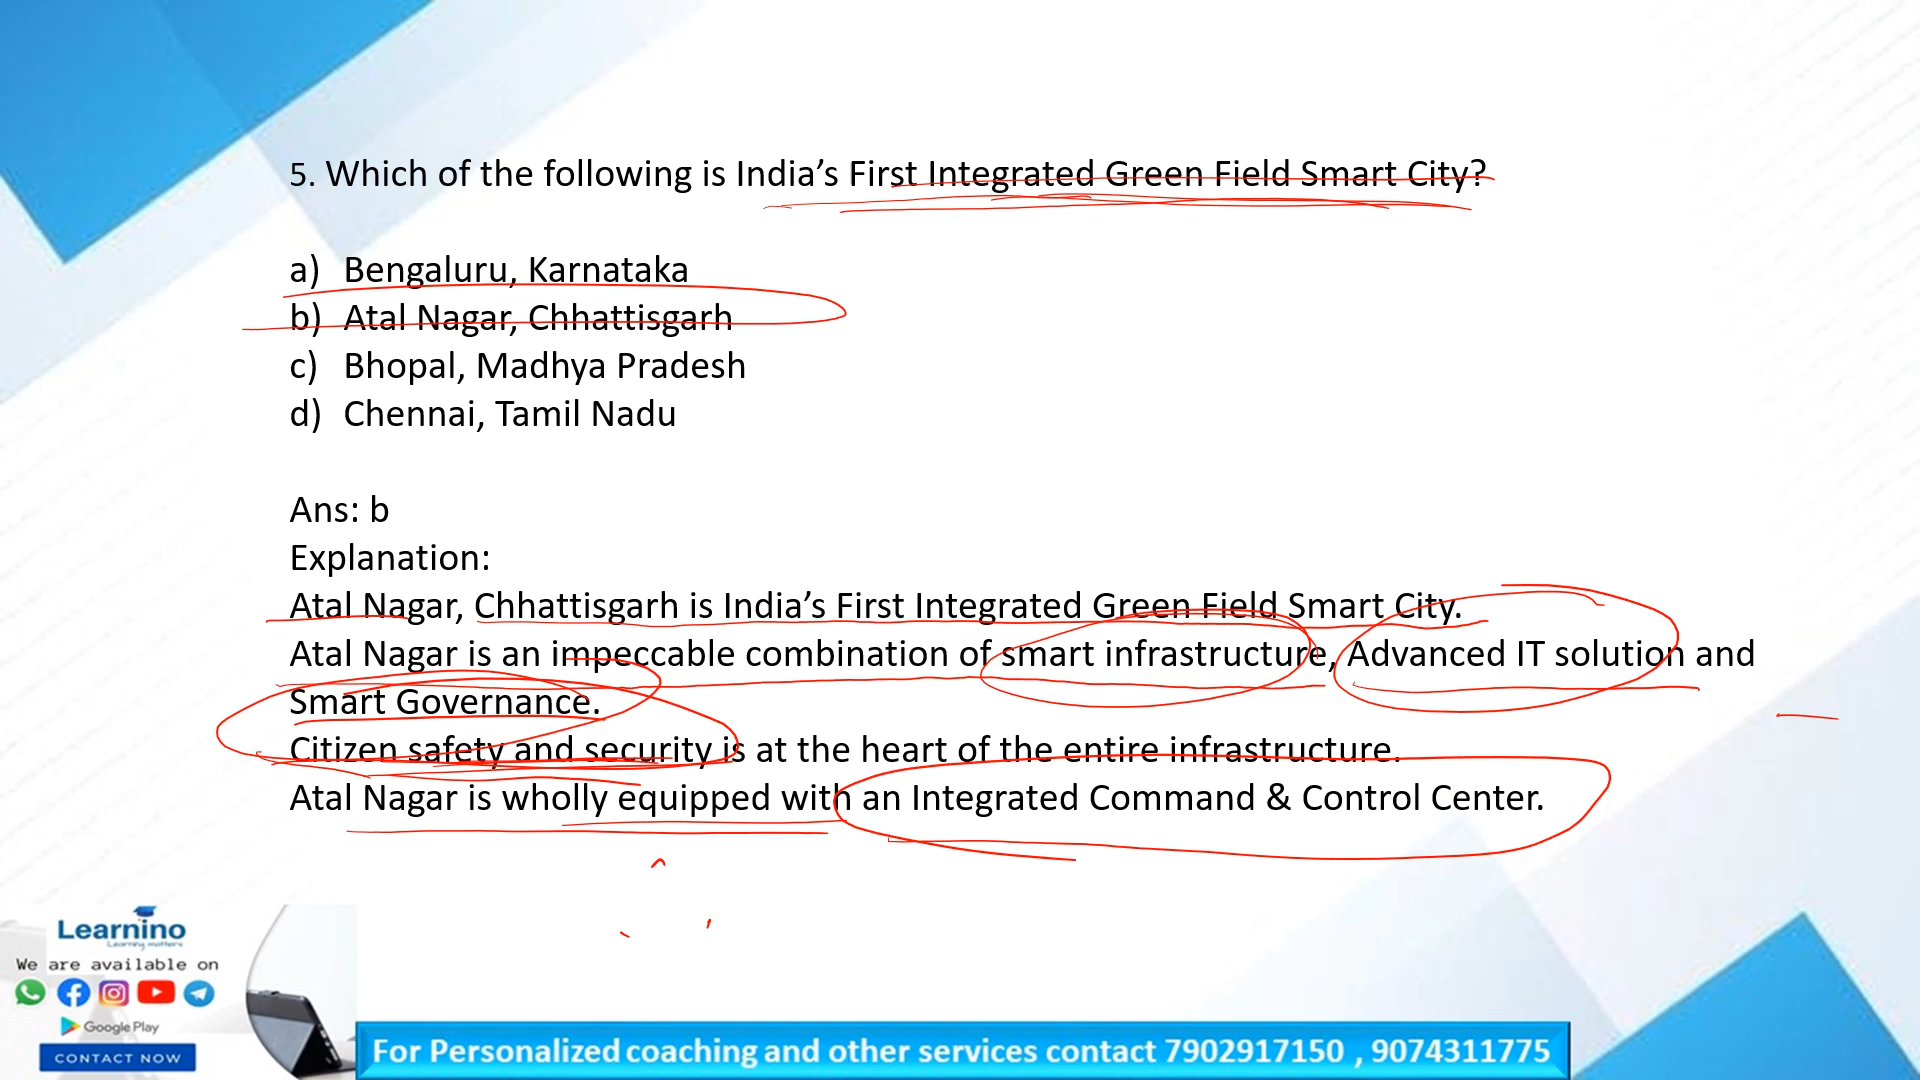 5. Which of the following is India’s First Integrated Green Field Smart City?
a) Bengaluru, Karnataka
b) Atal Nagar, Chhattisgarh
c) Bhopal, Madhya Pradesh
d) Chennai, Tamil Nadu
Ans: b
Explanation:
Atal Nagar, Chhattisgarh is India’s First Integrated Green Field Smart City.
Atal Nagar is an impeccable combination of smart infrastructure, Advanced IT solution and
Smart Governance.
Citizen safety and security is at the heart of the entire infrastructure.
Atal Nagar is wholly equipped with an Integrated Command & Control Center.
Learnino
Learning matters
We are available on
Google Play
CONTACT NOW
For Personalized coaching and other services contact 7902917150 , 9074311775